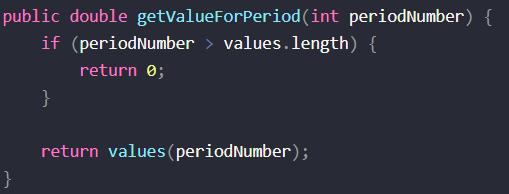 public double getValueForPeriod(int periodNumber) {
    if (periodNumber > values.length) {
        return 0;
    }

    return values(periodNumber);
}